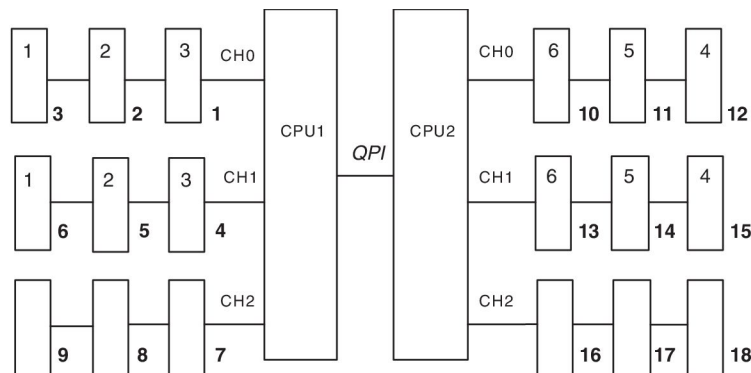 1 2 3 CH0 CH0 6 5 4
3 2 1 10 11 12
CPU1 CPU2
QPI
1 2 3 CH1 CH1 6 5 4
6 5 4 13 14 15
CH2 CH2
9 8 7 16 17 18